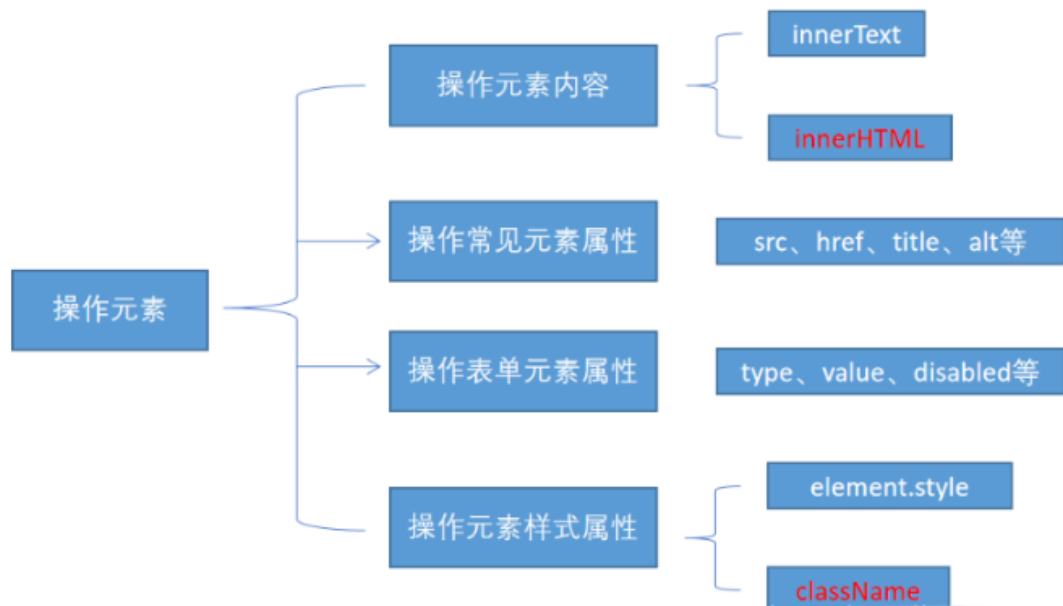 操作元素
操作元素内容
innerText
innerHTML
操作常见元素属性
src、href、title、alt等
操作表单元素属性
type、value、disabled等
操作元素样式属性
element.style
className